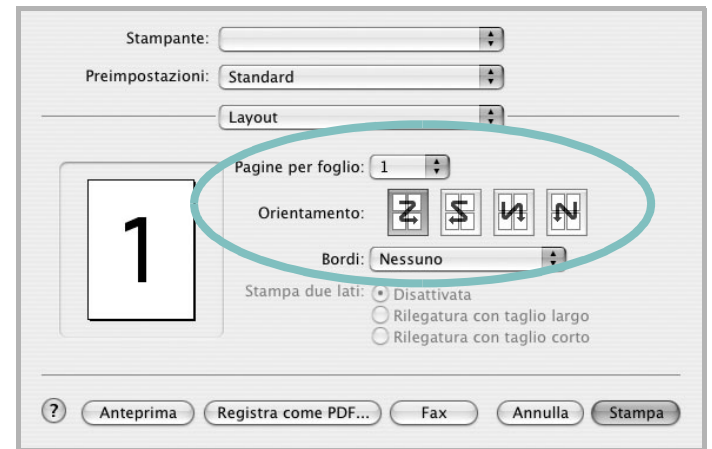 Stampante:
Preimpostazioni: Standard
Layout
Pagine per foglio: 1
1
Orientamento:
Bordi: Nessuno
Stampa due lati: Disattivata
Rilegatura con taglio largo
Rilegatura con taglio corto
? Anteprima Registra come PDF... Fax Annulla Stampa